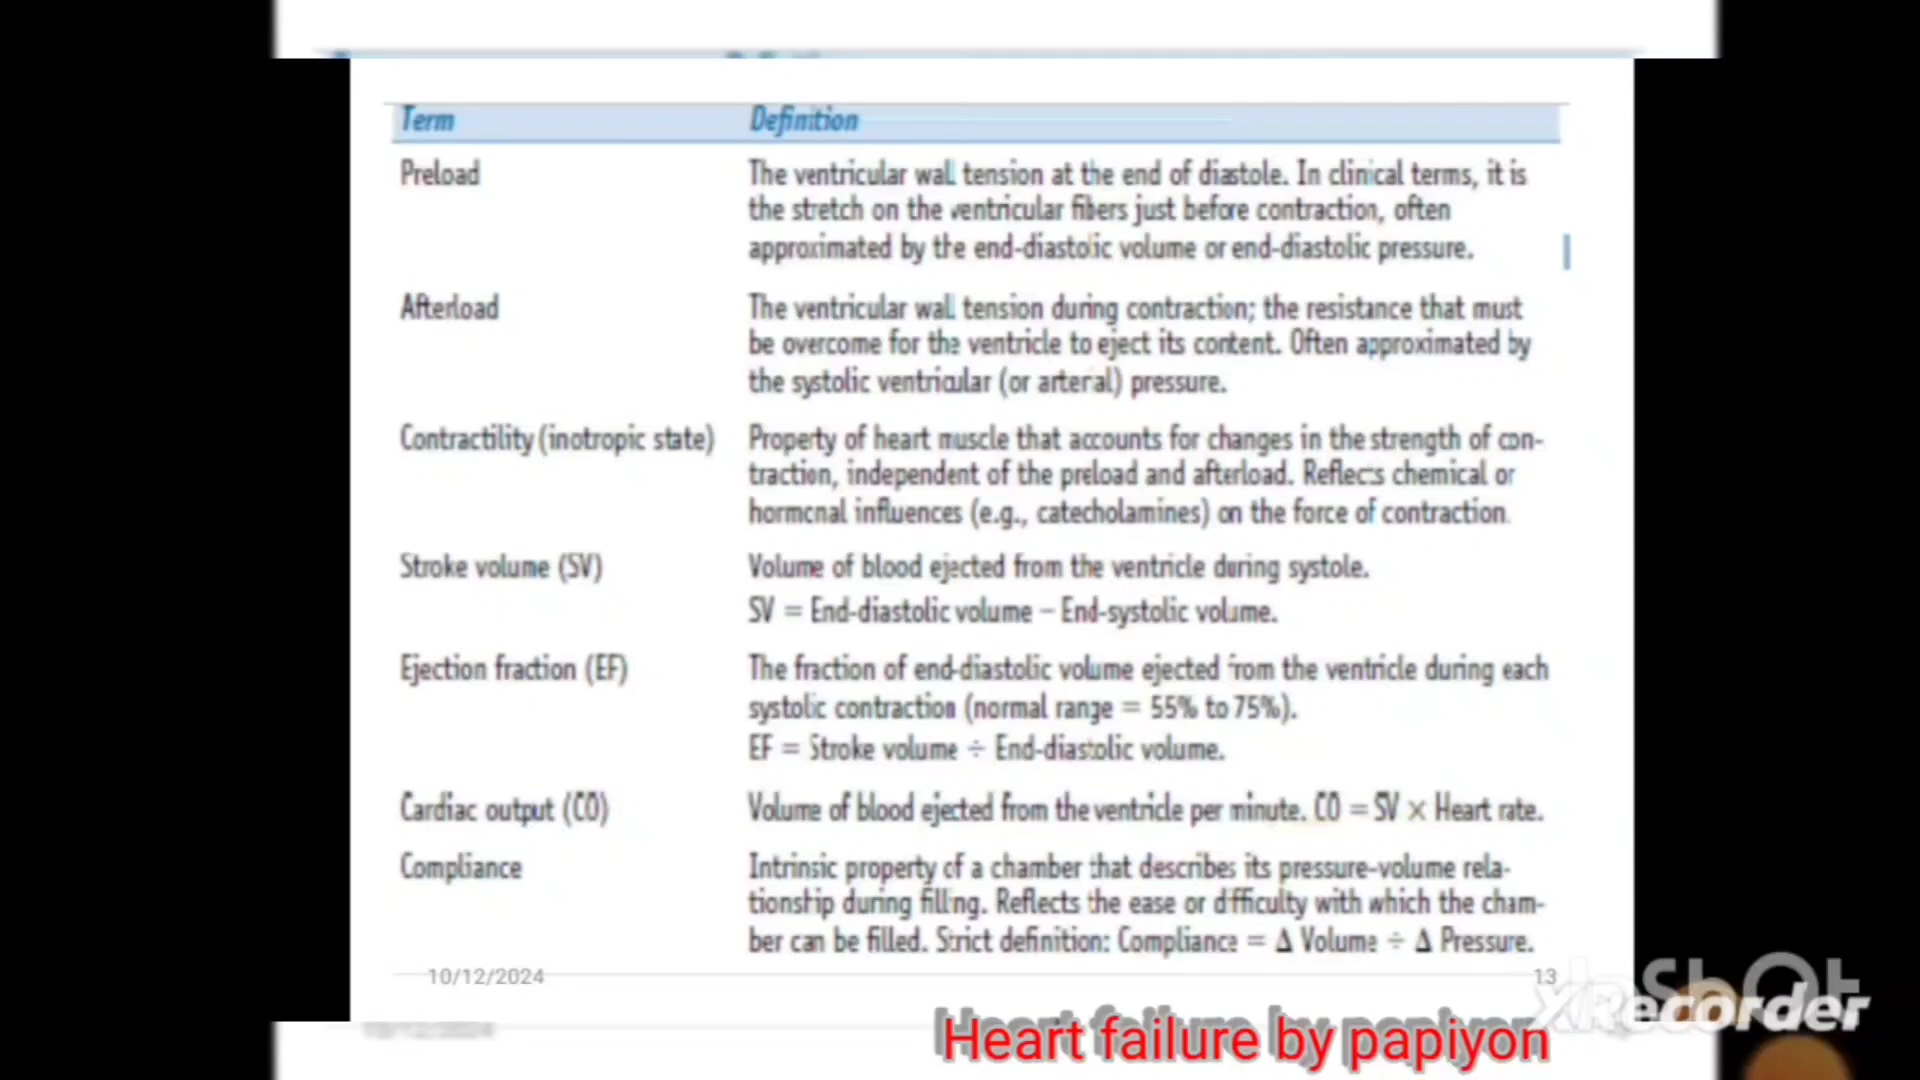 Term Definition
Preload The ventricular wall tension at the end of diastole. In clinical terms, it is
the stretch on the ventricular fibers just before contraction, often
approximated by the end-diastolic volume or end-diastolic pressure.
Afterload The ventricular wall tension during contraction; the resistance that must
be overcome for the ventricle to eject its content. Often approximated by
the systolic ventricular (or arterial) pressure.
Contractility (inotropic state) Property of heart muscle that accounts for changes in the strength of con-
traction, independent of the preload and afterload. Reflects chemical or
hormonal influences (e.g., catecholamines) on the force of contraction.
Stroke volume (SV) Volume of blood ejected from the ventricle during systole.
SV = End-diastolic volume – End-systolic volume.
Ejection fraction (EF) The fraction of end-diastolic volume ejected from the ventricle during each
systolic contraction (normal range = 55% to 75%).
EF = Stroke volume ÷ End-diastolic volume.
Cardiac output (CO) Volume of blood ejected from the ventricle per minute. CO = SV × Heart rate.
Compliance Intrinsic property of a chamber that describes its pressure–volume rela-
tionship during filling. Reflects the ease or difficulty with which the cham-
ber can be filled. Strict definition: Compliance = Δ Volume ÷ Δ Pressure.
10/12/2024 13
XRecorder
Heart failure by papiyon